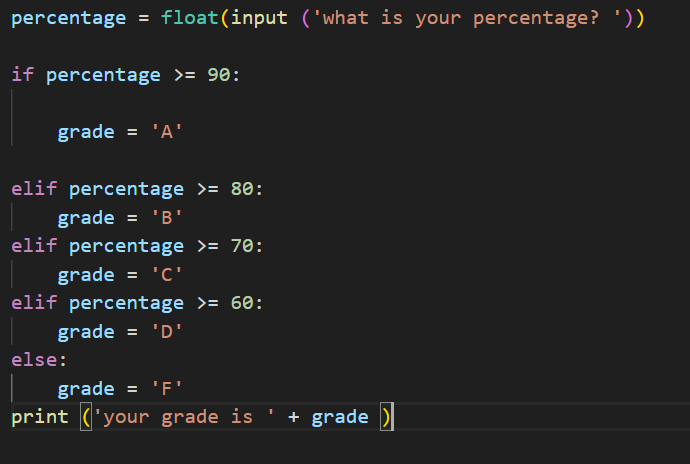 percentage = float(input ('what is your percentage? '))
if percentage >= 90:
    grade = 'A'
elif percentage >= 80:
    grade = 'B'
elif percentage >= 70:
    grade = 'C'
elif percentage >= 60:
    grade = 'D'
else:
    grade = 'F'
print ('your grade is ' + grade )